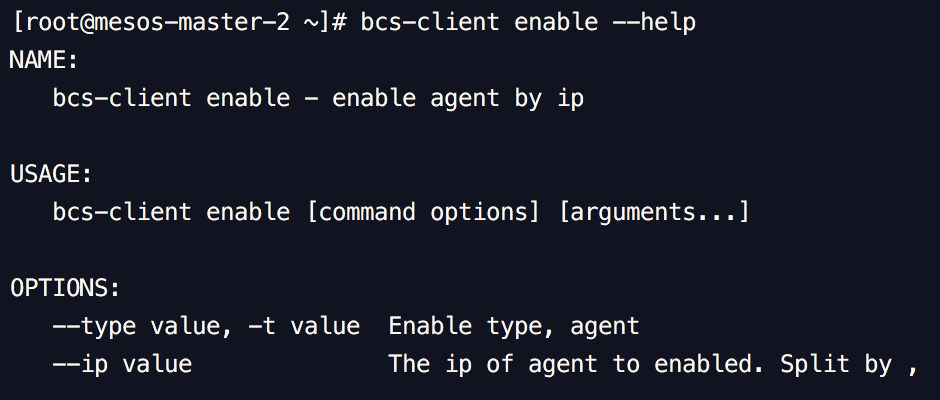 [root@mesos-master-2 ~]# bcs-client enable --help
NAME:
   bcs-client enable - enable agent by ip

USAGE:
   bcs-client enable [command options] [arguments...]

OPTIONS:
   --type value, -t value  Enable type, agent
   --ip value              The ip of agent to enabled. Split by ,